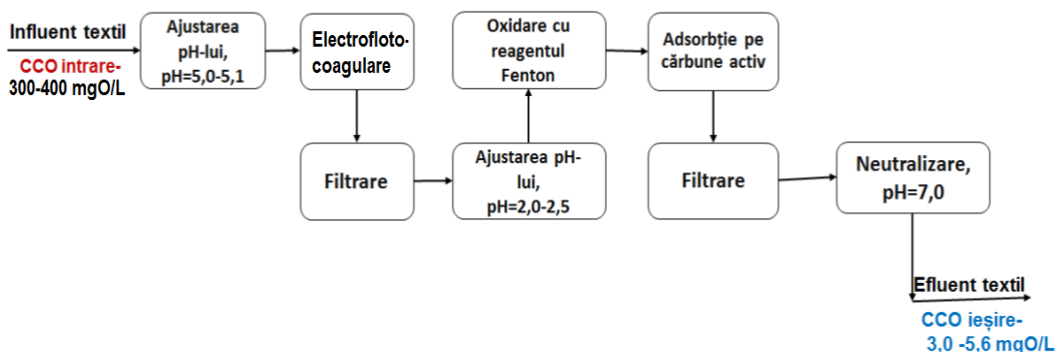 Influent textil
CCO intrare-
300-400 mgO/L
Ajustarea
pH-lui,
pH=5,0-5,1
Electrofloto-
coagulare
Filtrare
Ajustarea pH-
lui,
pH=2,0-2,5
Oxidare cu
reagentul
Fenton
Adsorbție pe
cărbune activ
Filtrare
Neutralizare,
pH=7,0
Efluent textil
CCO ieșire-
3,0 -5,6 mgO/L